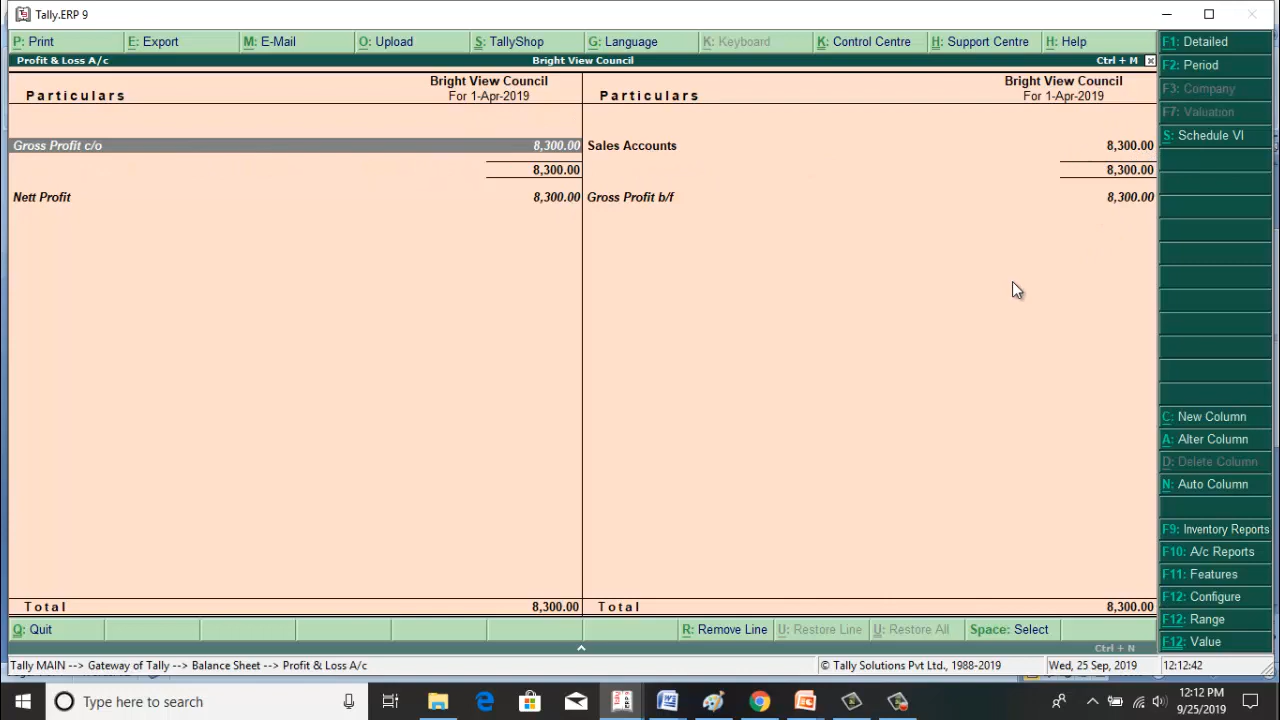 Tally.ERP 9
P: Print E: Export M: E-Mail O: Upload S: TallyShop G: Language K: Keyboard K: Control Centre H: Support Centre H: Help
Profit & Loss A/c Bright View Council Ctrl + M
Particulars Bright View Council For 1-Apr-2019 Particulars Bright View Council For 1-Apr-2019
Gross Profit c/o 8,300.00 Sales Accounts 8,300.00
8,300.00 8,300.00
Nett Profit 8,300.00 Gross Profit b/f 8,300.00
Total 8,300.00 Total 8,300.00
F1: Detailed
F2: Period
F3: Company
F7: Valuation
S: Schedule VI
C: New Column
A: Alter Column
D: Delete Column
N: Auto Column
F9: Inventory Reports
F10: A/c Reports
F11: Features
F12: Configure
F12: Range
F12: Value
Q: Quit R: Remove Line U: Restore Line U: Restore All Space: Select
Ctrl + N
Tally MAIN --> Gateway of Tally --> Balance Sheet --> Profit & Loss A/c © Tally Solutions Pvt Ltd., 1988-2019 Wed, 25 Sep, 2019 12:12:42
Type here to search
12:12 PM
9/25/2019